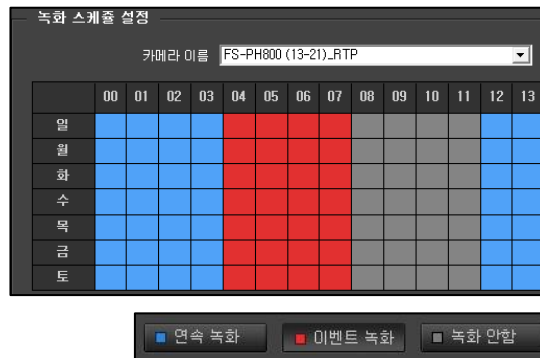 녹화 스케쥴 설정
카메라 이름 FS-PH800 (13-21)_RTP
00 01 02 03 04 05 06 07 08 09 10 11 12 13
일
월
화
수
목
금
토
연속 녹화 이벤트 녹화 녹화 안함